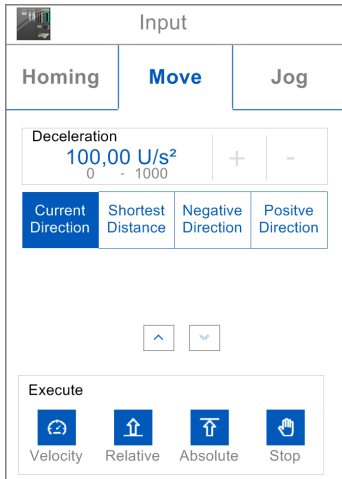 Input
Homing
Move
Jog
Deceleration
100,00 U/s²
0 - 1000
+
-
Current
Direction
Shortest
Distance
Negative
Direction
Positve
Direction
Execute
Velocity
Relative
Absolute
Stop